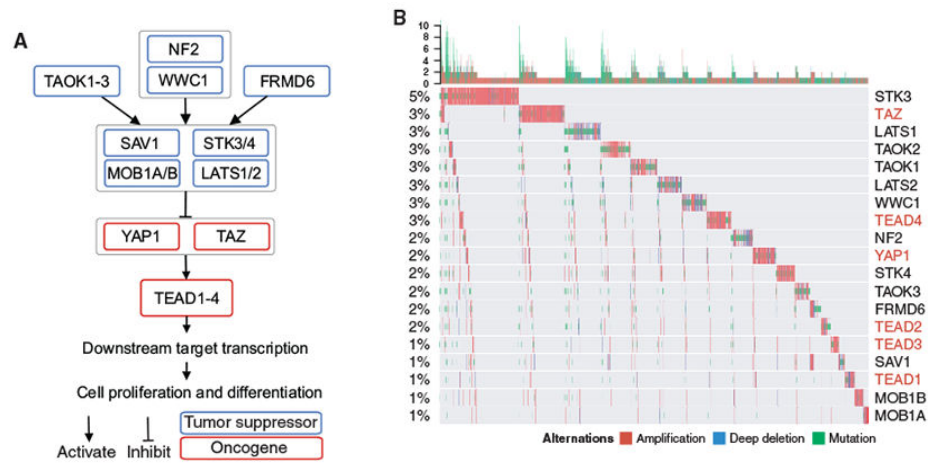 A
NF2
WWC1
TAOK1-3
FRMD6
SAV1
STK3/4
MOB1A/B
LATS1/2
YAP1
TAZ
TEAD1-4
Downstream target transcription
Cell proliferation and differentiation
Activate
Inhibit
Tumor suppressor
Oncogene
B
10
8
6
4
2
0
5% STK3
3% TAZ
3% LATS1
3% TAOK2
3% TAOK1
3% LATS2
3% WWC1
3% TEAD4
2% NF2
2% YAP1
2% STK4
2% TAOK3
2% FRMD6
2% TEAD2
1% TEAD3
1% SAV1
1% TEAD1
1% MOB1B
1% MOB1A
Alternations Amplification Deep deletion Mutation